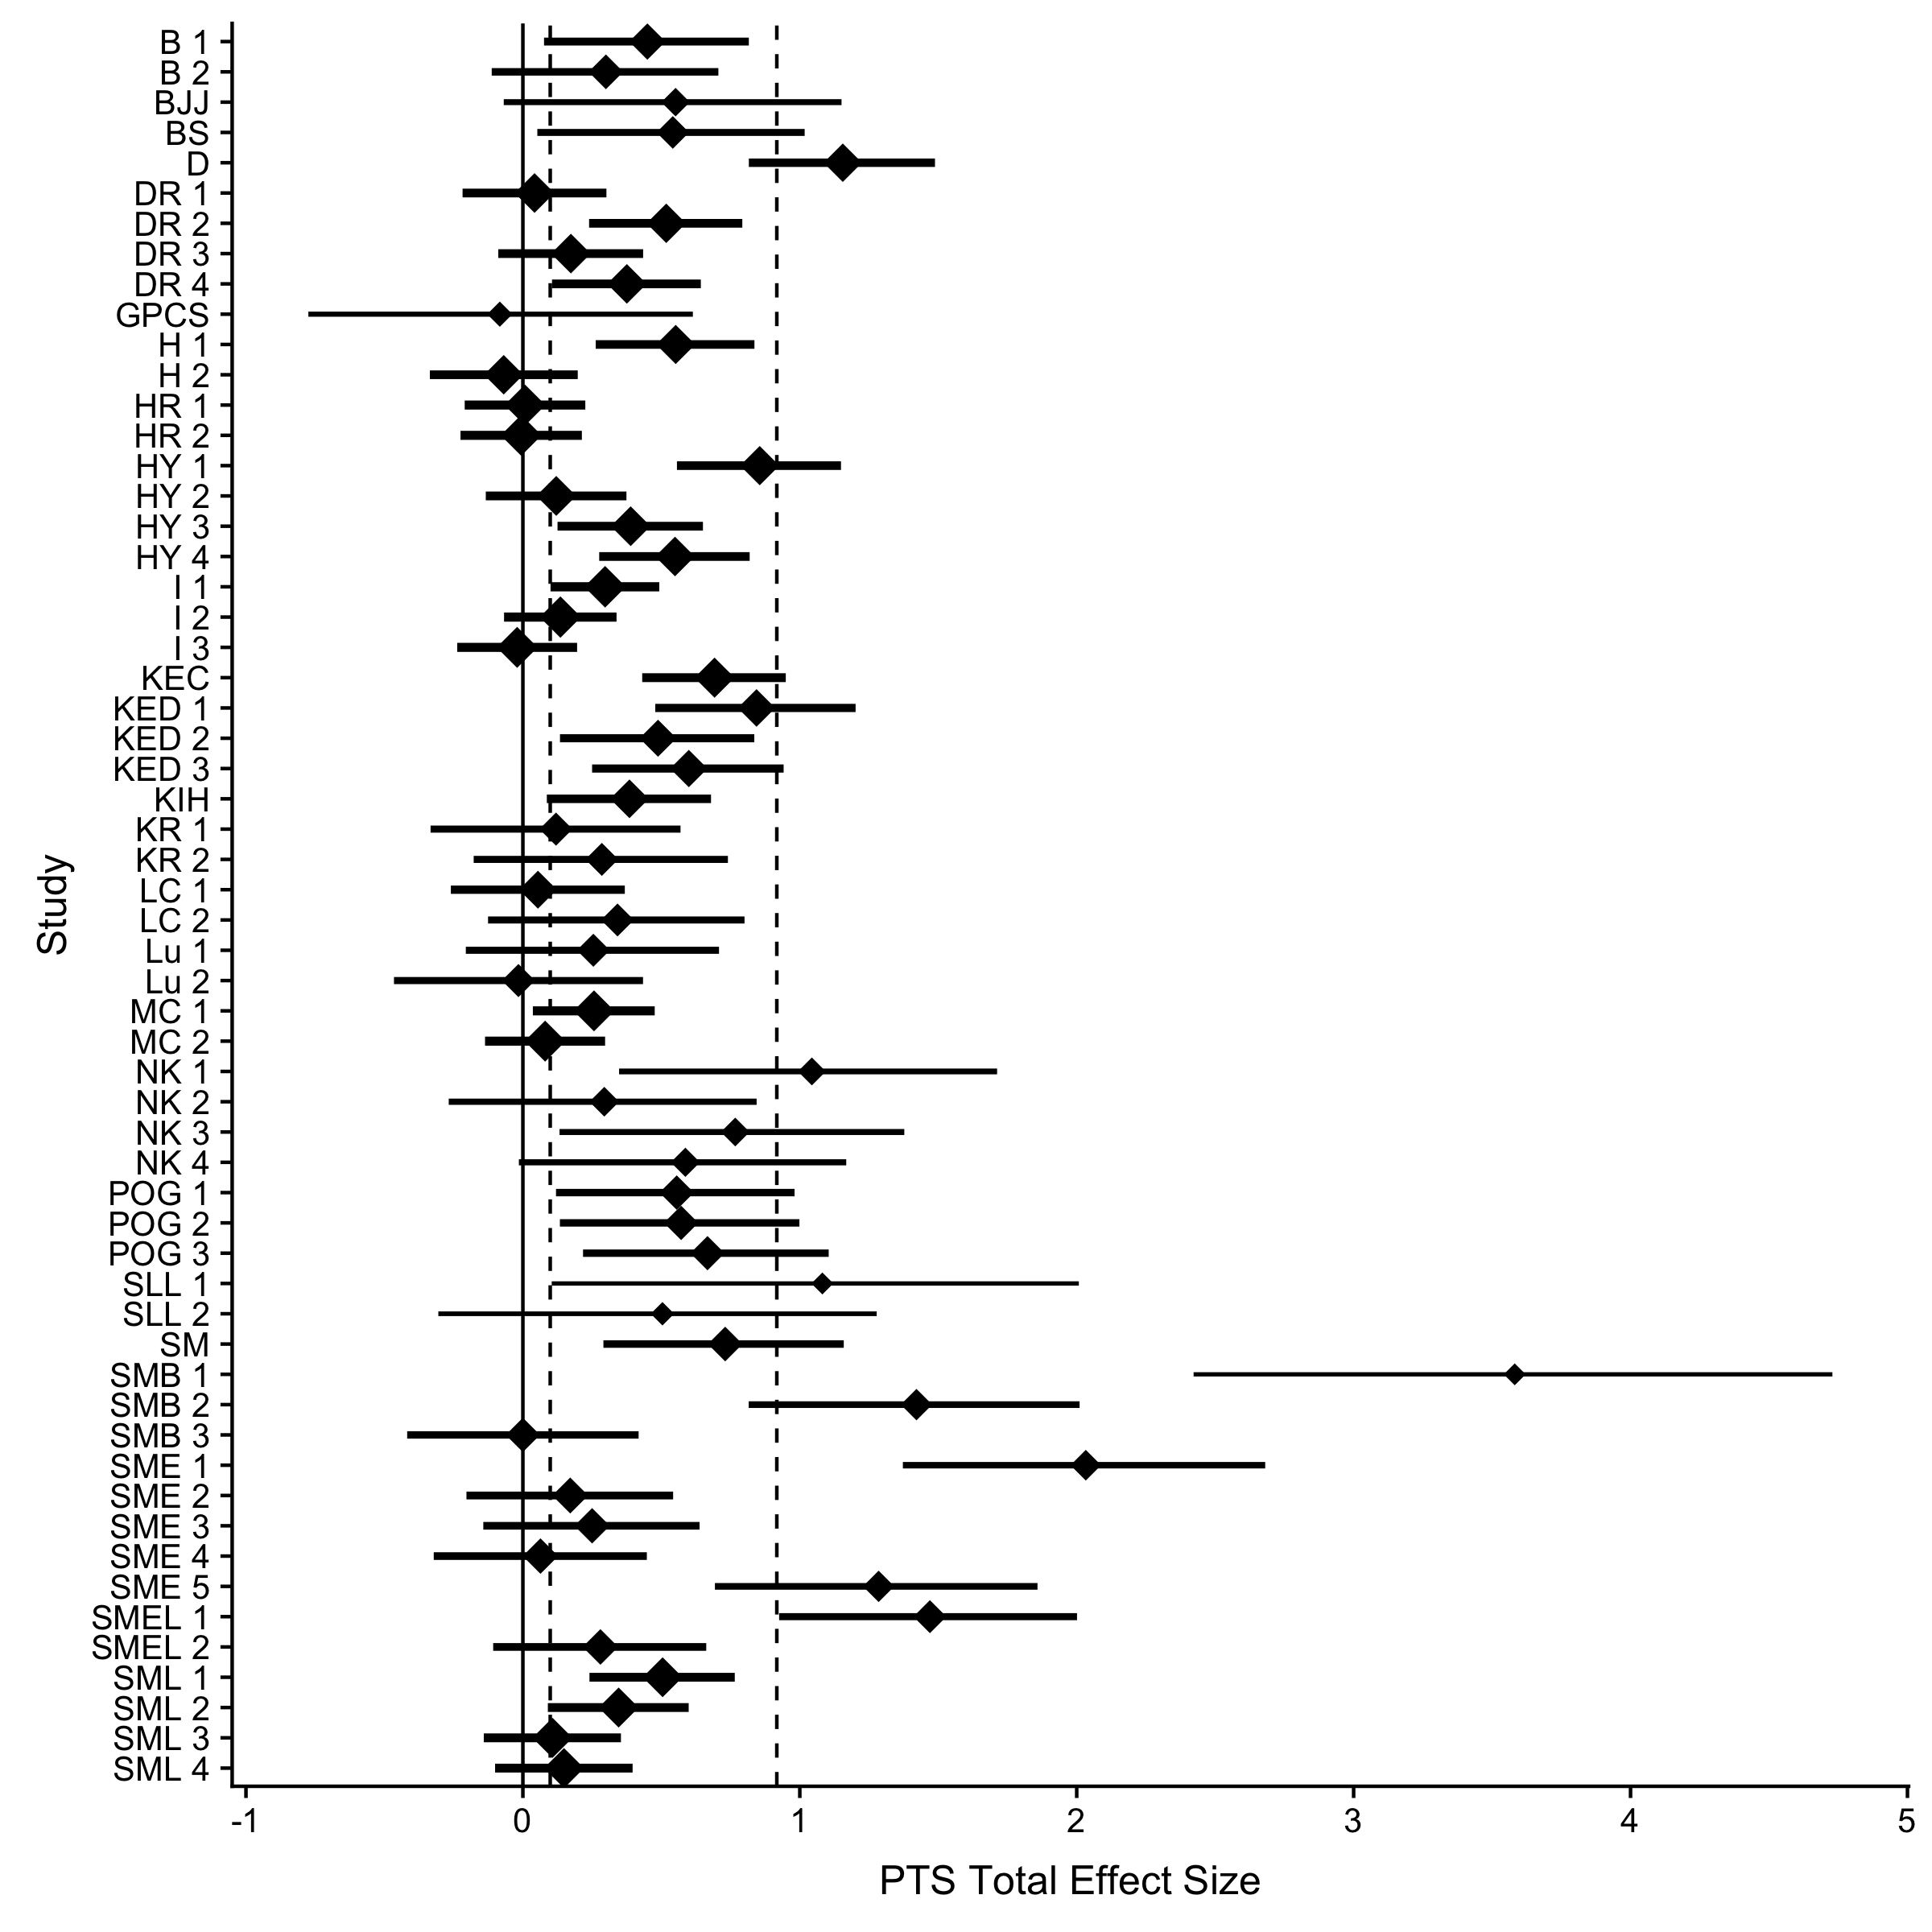 B 1
B 2
BJJ
BS
D
DR 1
DR 2
DR 3
DR 4
GPCS
H 1
H 2
HR 1
HR 2
HY 1
HY 2
HY 3
HY 4
I 1
I 2
I 3
KEC
KED 1
KED 2
KED 3
KIH
KR 1
KR 2
LC 1
LC 2
Lu 1
Lu 2
MC 1
MC 2
NK 1
NK 2
NK 3
NK 4
POG 1
POG 2
POG 3
SLL 1
SLL 2
SM
SMB 1
SMB 2
SMB 3
SME 1
SME 2
SME 3
SME 4
SME 5
SMEL 1
SMEL 2
SML 1
SML 2
SML 3
SML 4
Study
-1 0 1 2 3 4 5
PTS Total Effect Size